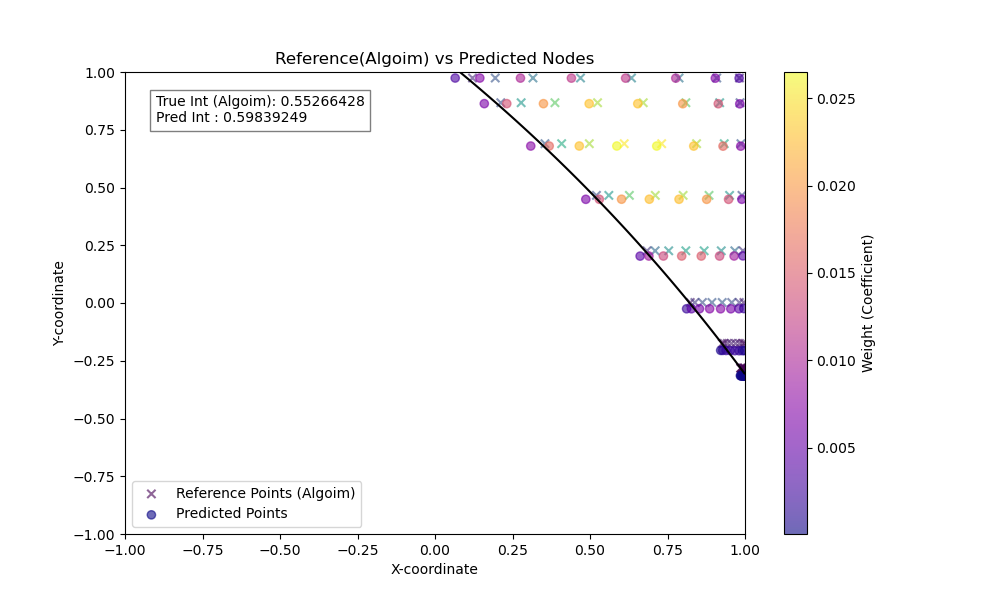 Reference(Algoim) vs Predicted Nodes
True Int (Algoim): 0.55266428
Pred Int : 0.59839249
1.00
0.75
0.50
0.25
0.00
−0.25
−0.50
−0.75
−1.00
Y-coordinate
Reference Points (Algoim)
Predicted Points
−1.00 −0.75 −0.50 −0.25 0.00 0.25 0.50 0.75 1.00
X-coordinate
0.025
0.020
0.015
0.010
0.005
Weight (Coefficient)